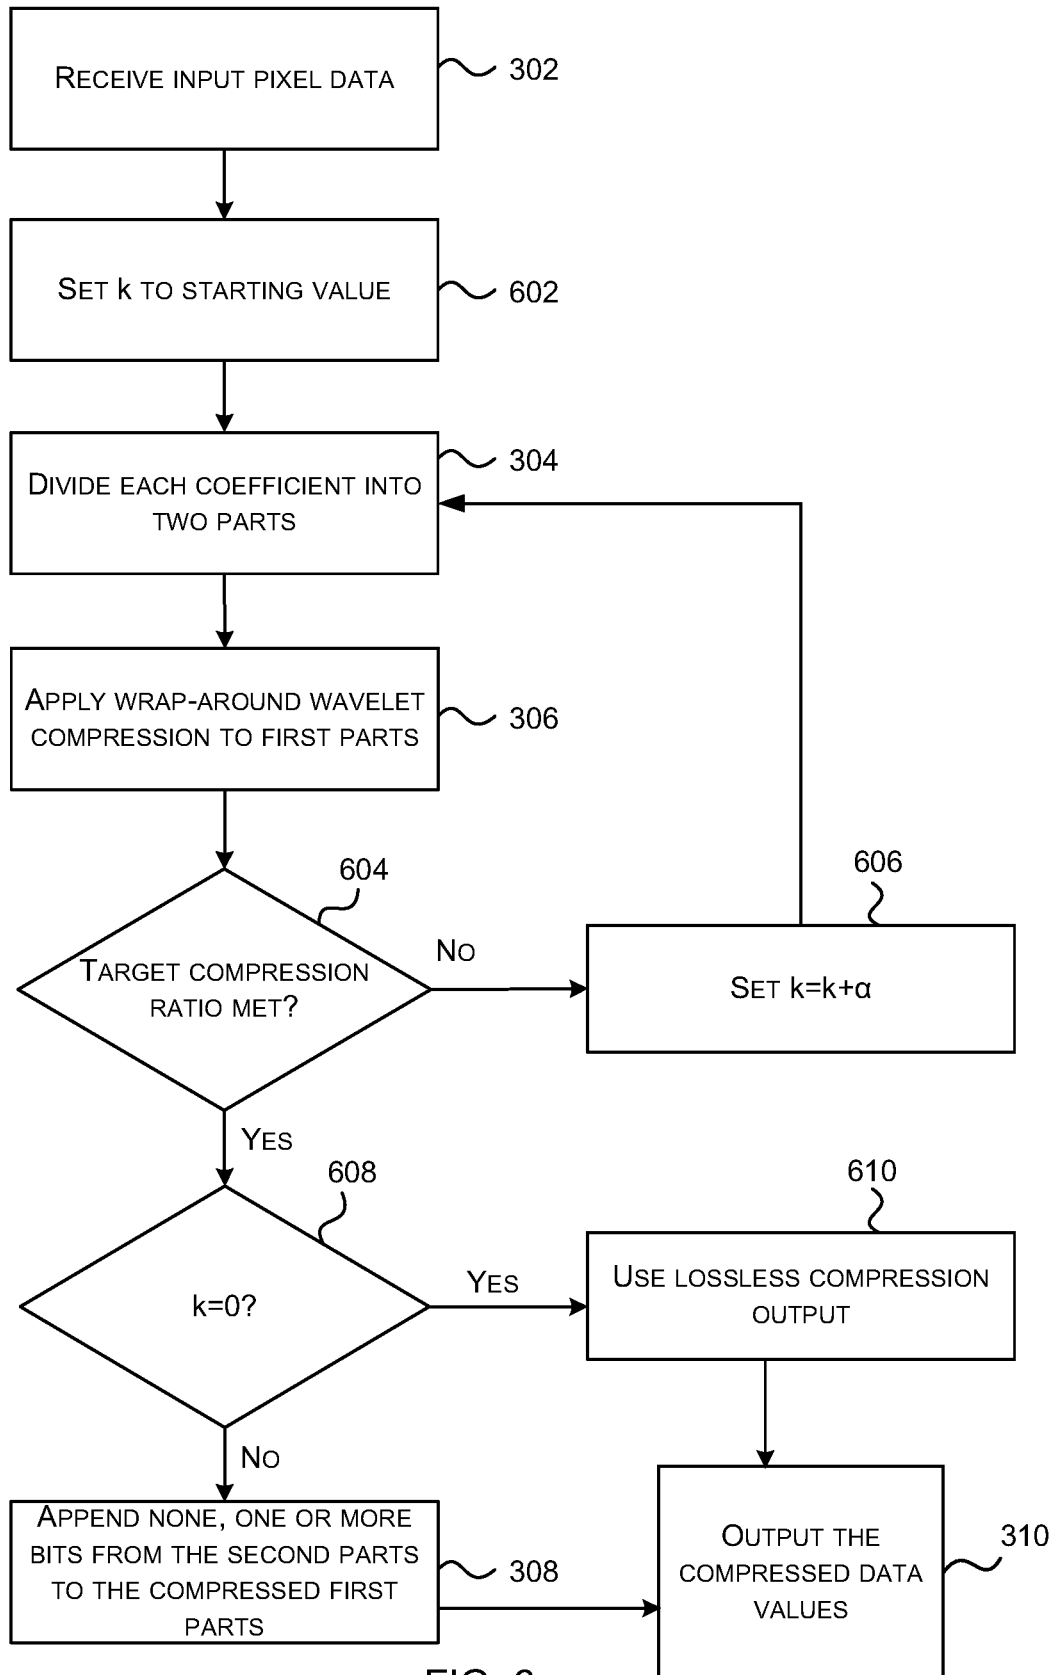 RECEIVE INPUT PIXEL DATA
302
SET k TO STARTING VALUE
602
DIVIDE EACH COEFFICIENT INTO
TWO PARTS
304
APPLY WRAP-AROUND WAVELET
COMPRESSION TO FIRST PARTS
306
604
TARGET COMPRESSION
RATIO MET?
NO
606
SET k=k+α
YES
608
k=0?
YES
610
USE LOSSLESS COMPRESSION
OUTPUT
NO
APPEND NONE, ONE OR MORE
BITS FROM THE SECOND PARTS
TO THE COMPRESSED FIRST
PARTS
308
OUTPUT THE
COMPRESSED DATA
VALUES
310